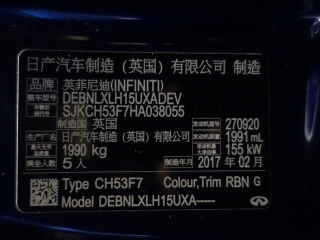 日产汽车制造（英国）有限公司 制造
品牌 英菲尼迪(INFINITI)
整车型号 DEBNLXLH15UXADEV
车辆识别代号 SJKCH53F7HA038055
制造国 英国 发动机型号 270920
生产厂名 日产汽车制造（英国）有限公司 发动机排量 1991 mL
最大允许总质量 1990 kg 发动机最大净功率 155 kW
乘坐人数 5人 制造年月 2017 年 02 月
Type CH53F7 Colour,Trim RBN G
Model DEBNLXLH15UXA-----